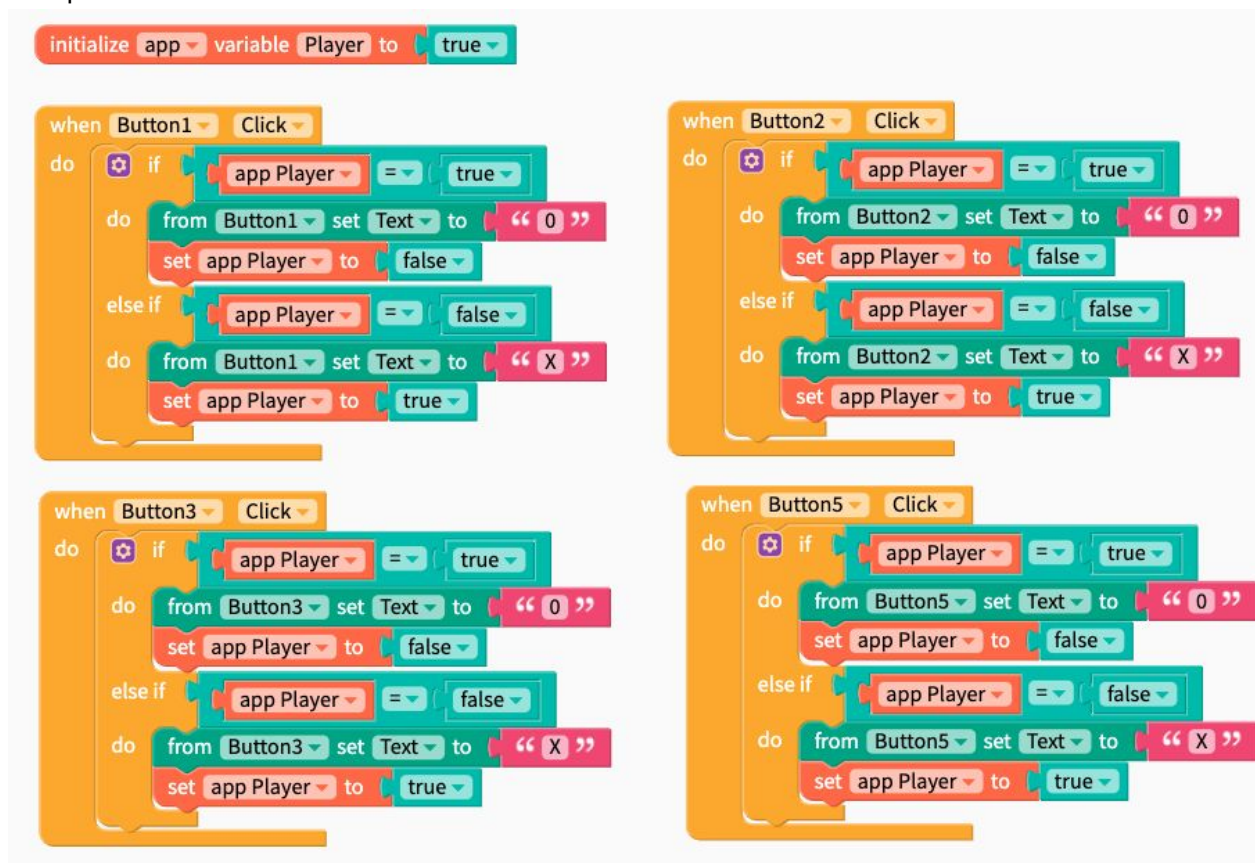 initialize app variable Player to true
when Button1 Click
do if app Player = true
do from Button1 set Text to “ 0 ”
set app Player to false
else if app Player = false
do from Button1 set Text to “ X ”
set app Player to true
when Button2 Click
do if app Player = true
do from Button2 set Text to “ 0 ”
set app Player to false
else if app Player = false
do from Button2 set Text to “ X ”
set app Player to true
when Button3 Click
do if app Player = true
do from Button3 set Text to “ 0 ”
set app Player to false
else if app Player = false
do from Button3 set Text to “ X ”
set app Player to true
when Button5 Click
do if app Player = true
do from Button5 set Text to “ 0 ”
set app Player to false
else if app Player = false
do from Button5 set Text to “ X ”
set app Player to true